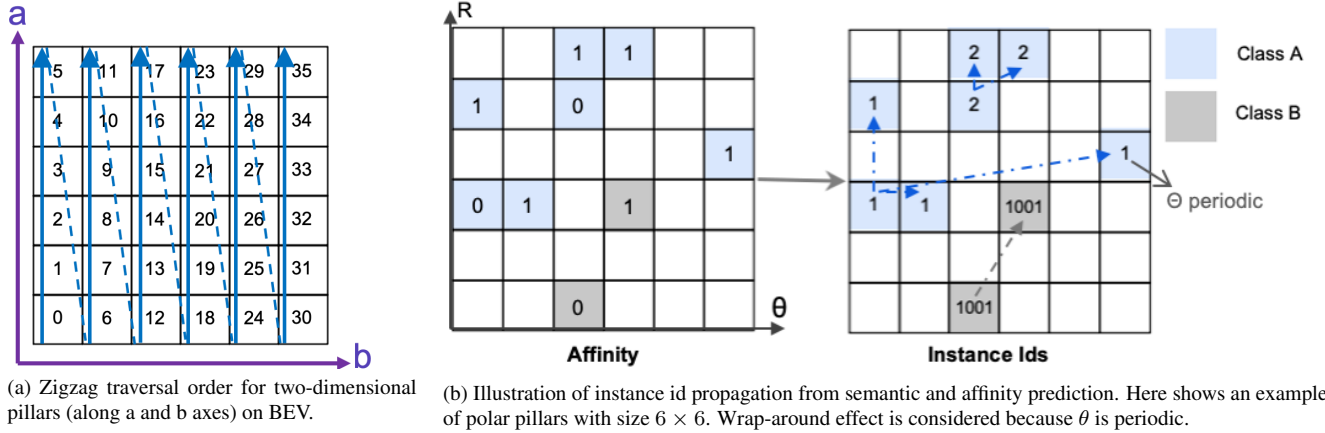 a
5 11 17 23 29 35
4 10 16 22 28 34
3 9 15 21 27 33
2 8 14 20 26 32
1 7 13 19 25 31
0 6 12 18 24 30
b
(a) Zigzag traversal order for two-dimensional
pillars (along a and b axes) on BEV.
R
1 1
1 0
1
0 1 1
0
θ
Affinity
2 2
1 2
1
1 1 1001
1001
Θ periodic
Instance Ids
Class A
Class B
(b) Illustration of instance id propagation from semantic and affinity prediction. Here shows an example
of polar pillars with size 6 × 6. Wrap-around effect is considered because θ is periodic.